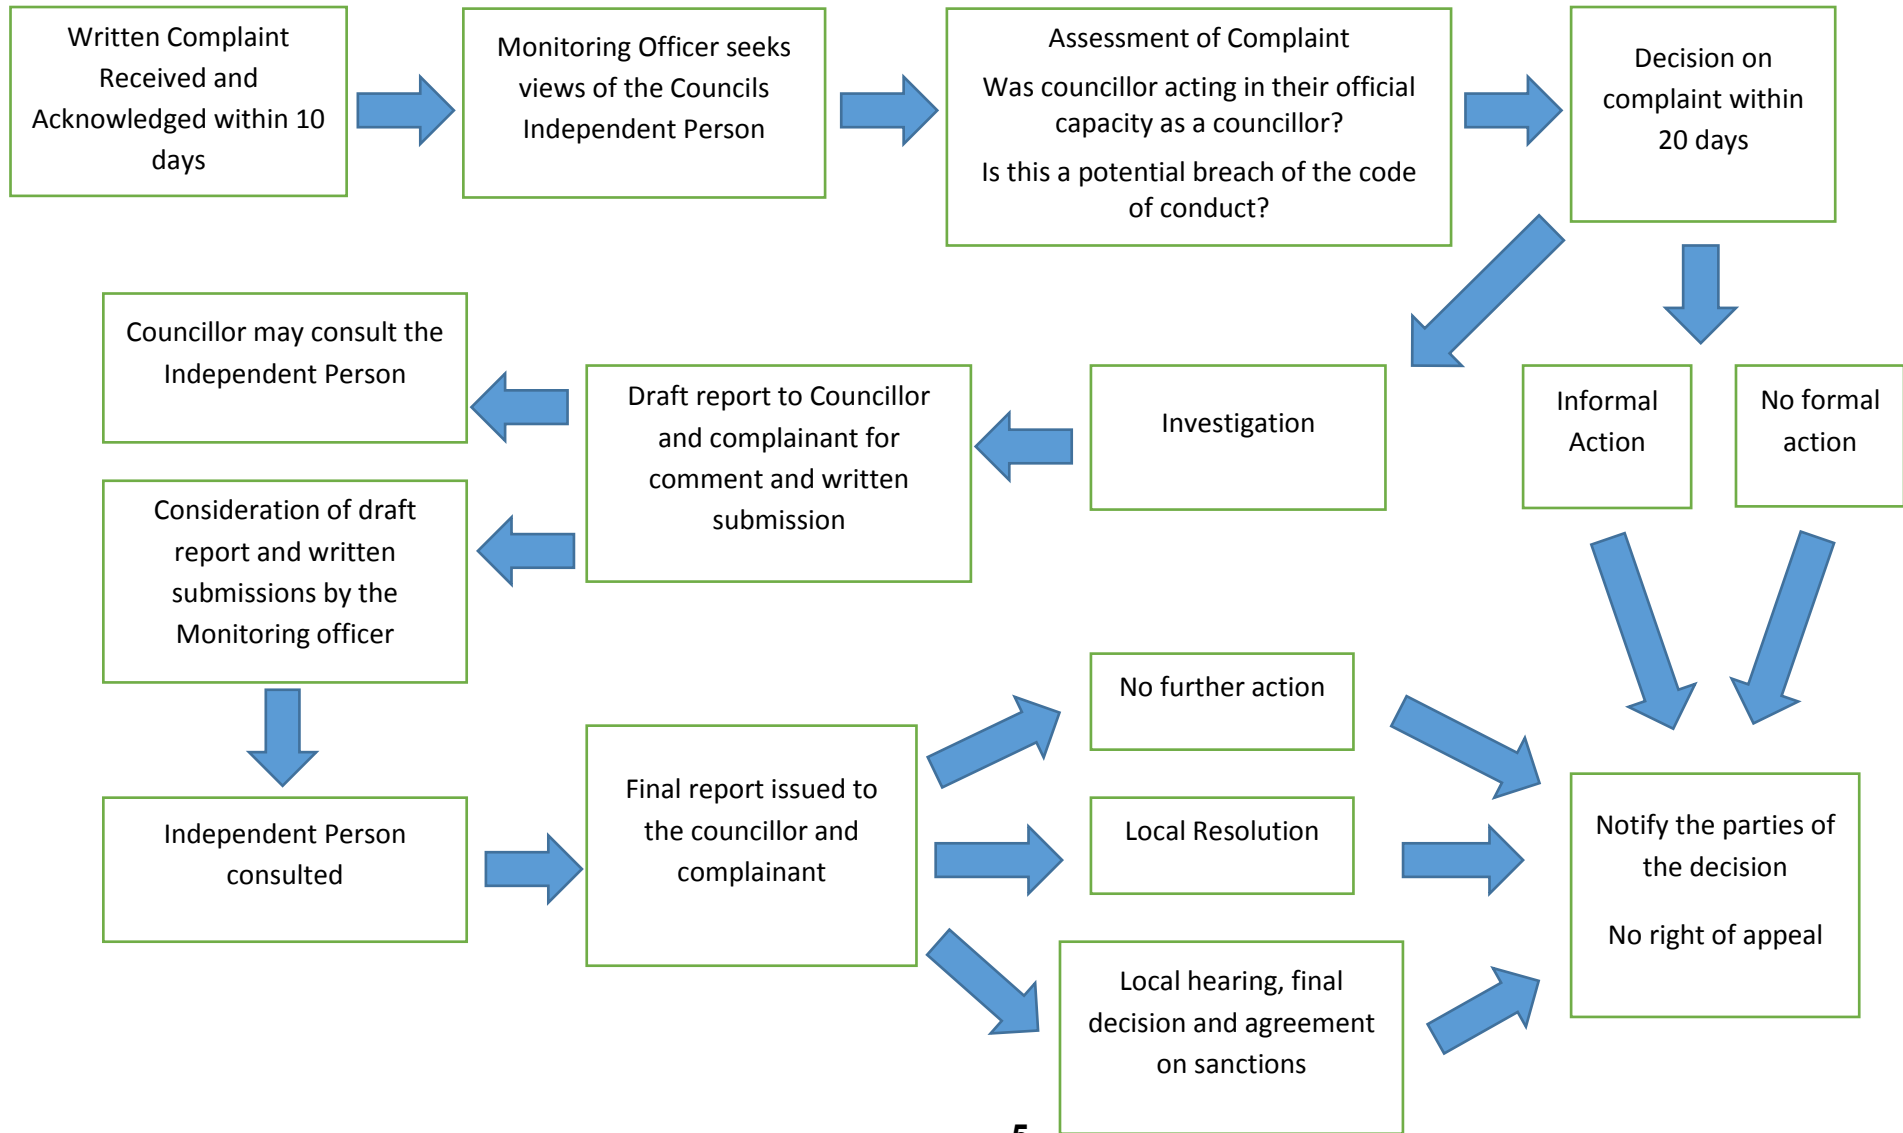 Written Complaint
Received and
Acknowledged within 10
days
Monitoring Officer seeks
views of the Councils
Independent Person
Assessment of Complaint
Was councillor acting in their official
capacity as a councillor?
Is this a potential breach of the code
of conduct?
Decision on
complaint within
20 days
Informal
Action
No formal
action
Investigation
Draft report to Councillor
and complainant for
comment and written
submission
Councillor may consult the
Independent Person
Consideration of draft
report and written
submissions by the
Monitoring officer
Independent Person
consulted
Final report issued to
the councillor and
complainant
No further action
Local Resolution
Local hearing, final
decision and agreement
on sanctions
Notify the parties of
the decision
No right of appeal
5